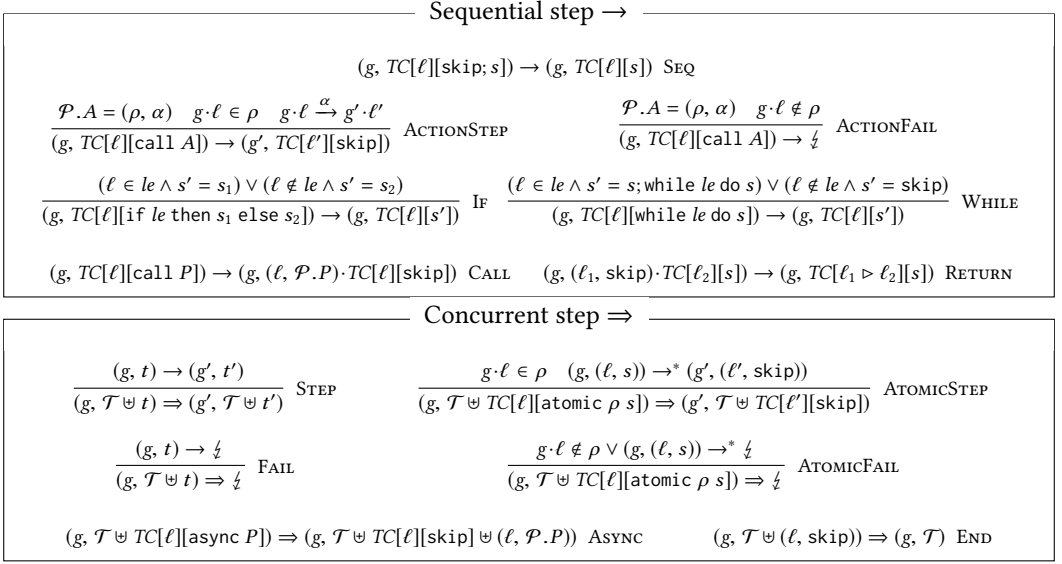 Sequential step →
(g, TC[ℓ][skip; s]) → (g, TC[ℓ][s]) SEQ
𝒫.A = (ρ, α) g·ℓ ∈ ρ g·ℓ —α→ g′·ℓ′
(g, TC[ℓ][call A]) → (g′, TC[ℓ′][skip]) ACTIONSTEP
𝒫.A = (ρ, α) g·ℓ ∉ ρ
(g, TC[ℓ][call A]) → ↯ ACTIONFAIL
(ℓ ∈ le ∧ s′ = s₁) ∨ (ℓ ∉ le ∧ s′ = s₂)
(g, TC[ℓ][if le then s₁ else s₂]) → (g, TC[ℓ][s′]) IF
(ℓ ∈ le ∧ s′ = s; while le do s) ∨ (ℓ ∉ le ∧ s′ = skip)
(g, TC[ℓ][while le do s]) → (g, TC[ℓ][s′]) WHILE
(g, TC[ℓ][call P]) → (g, (ℓ, 𝒫.P)·TC[ℓ][skip]) CALL
(g, (ℓ₁, skip)·TC[ℓ₂][s]) → (g, TC[ℓ₁ ▷ ℓ₂][s]) RETURN
Concurrent step ⇒
(g, t) → (g′, t′)
(g, 𝒯 ⊎ t) ⇒ (g′, 𝒯 ⊎ t′) STEP
g·ℓ ∈ ρ (g, (ℓ, s)) →* (g′, (ℓ′, skip))
(g, 𝒯 ⊎ TC[ℓ][atomic ρ s]) ⇒ (g′, 𝒯 ⊎ TC[ℓ′][skip]) ATOMICSTEP
(g, t) → ↯
(g, 𝒯 ⊎ t) ⇒ ↯ FAIL
g·ℓ ∉ ρ ∨ (g, (ℓ, s)) →* ↯
(g, 𝒯 ⊎ TC[ℓ][atomic ρ s]) ⇒ ↯ ATOMICFAIL
(g, 𝒯 ⊎ TC[ℓ][async P]) ⇒ (g, 𝒯 ⊎ TC[ℓ][skip] ⊎ (ℓ, 𝒫.P)) ASYNC
(g, 𝒯 ⊎ (ℓ, skip)) ⇒ (g, 𝒯) END